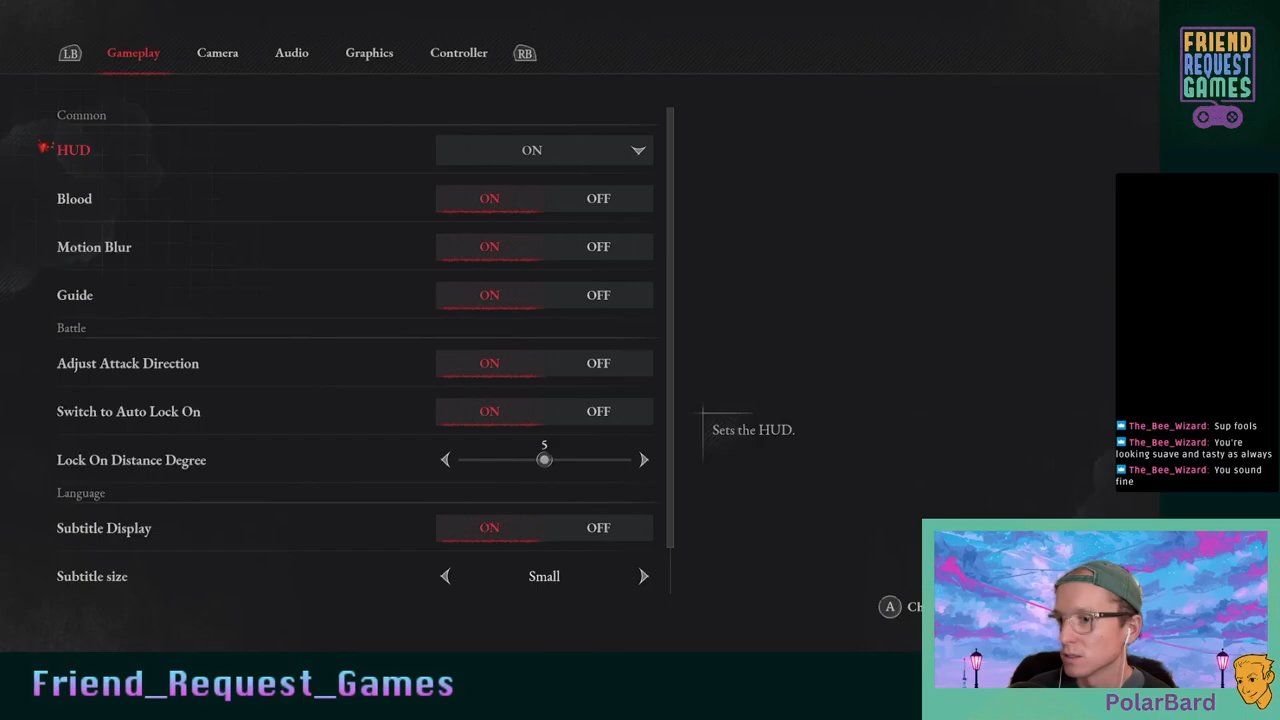 LB Gameplay Camera Audio Graphics Controller RB
FRIEND
REQUEST
GAMES
Common
HUD ON
Blood ON OFF
Motion Blur ON OFF
Guide ON OFF
Battle
Adjust Attack Direction ON OFF
Switch to Auto Lock On ON OFF
5
Lock On Distance Degree
Language
Subtitle Display ON OFF
Subtitle size Small
Sets the HUD.
The_Bee_Wizard: Sup fools
The_Bee_Wizard: You're
looking suave and tasty as always
The_Bee_Wizard: You sound
fine
A Ch
Friend_Request_Games
PolarBard